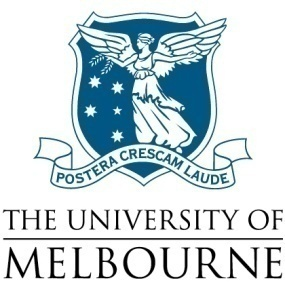 POSTERA CRESCAM LAUDE
THE UNIVERSITY OF
MELBOURNE